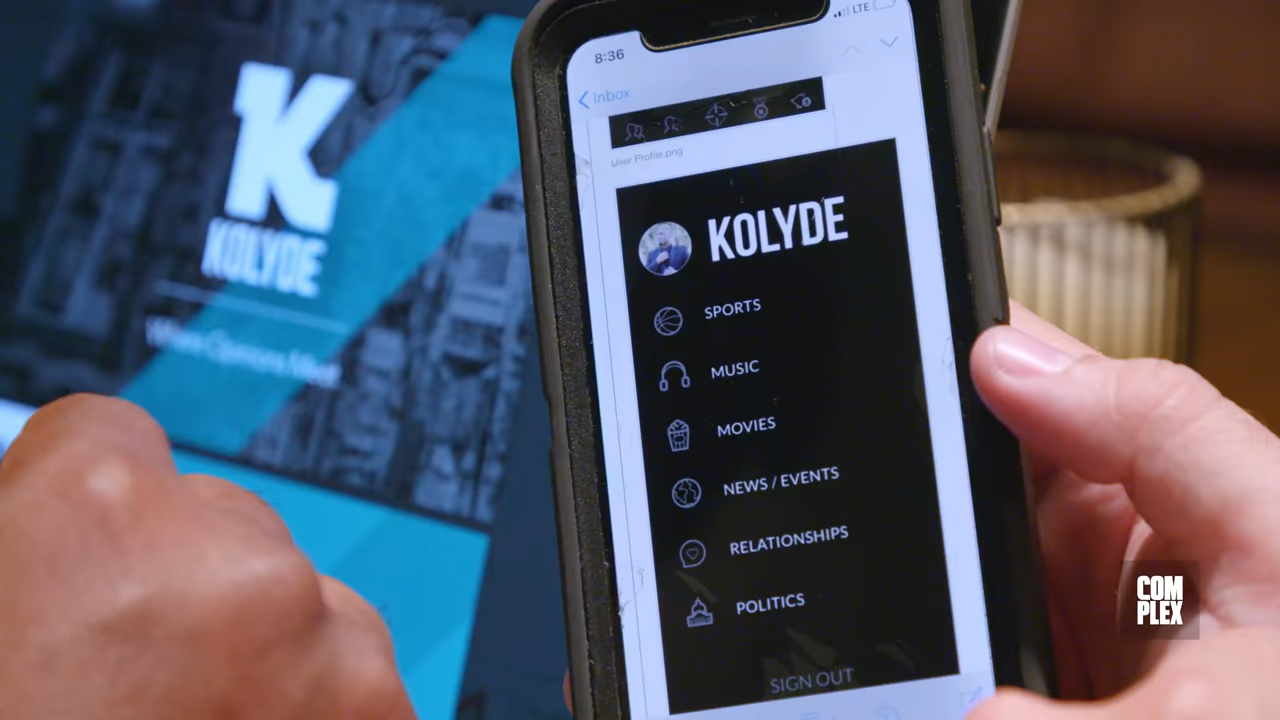 K
KOLYDE
Where Opinions Meet
8:36
LTE
Inbox
User Profile.png
KOLYDE
SPORTS
MUSIC
MOVIES
NEWS / EVENTS
RELATIONSHIPS
POLITICS
SIGN OUT
COM
PLEX